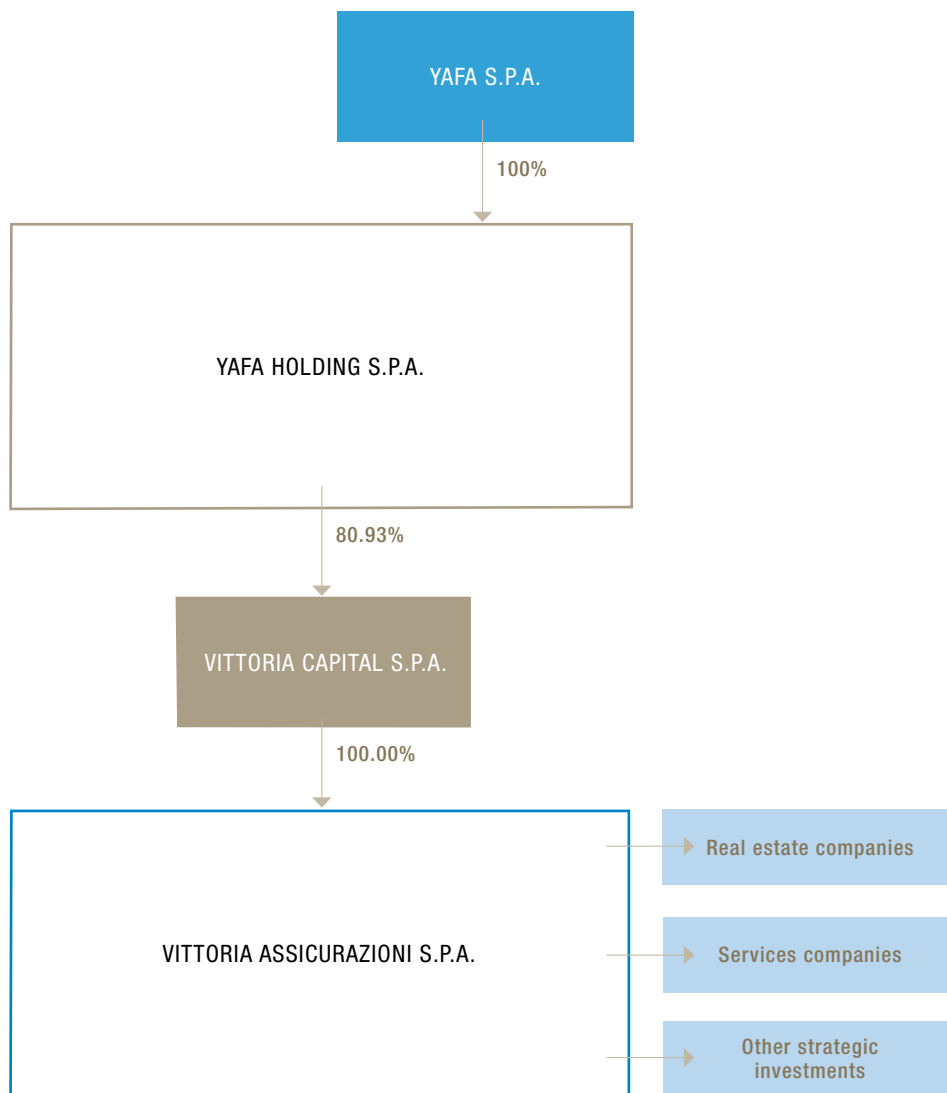 YAFA S.P.A.
100%
YAFA HOLDING S.P.A.
80.93%
VITTORIA CAPITAL S.P.A.
100.00%
Real estate companies
VITTORIA ASSICURAZIONI S.P.A.
Services companies
Other strategic
investments